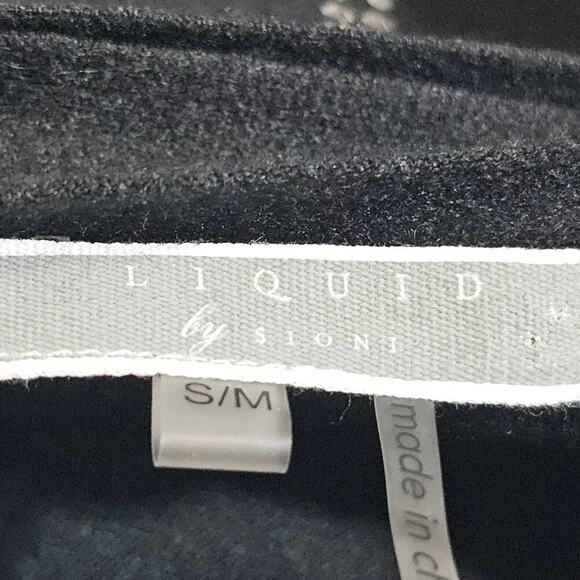 LIQUID
by SIONI
S/M
made in ch